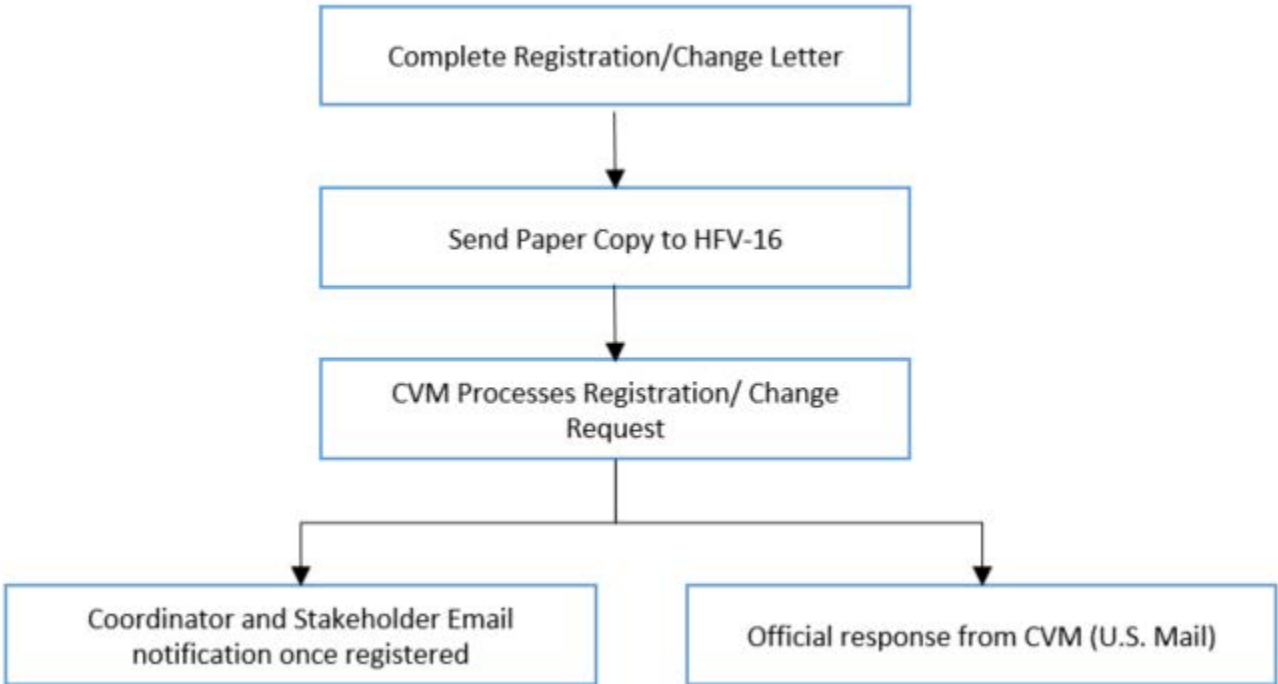 Complete Registration/Change Letter
Send Paper Copy to HFV-16
CVM Processes Registration/ Change
Request
Coordinator and Stakeholder Email
notification once registered
Official response from CVM (U.S. Mail)